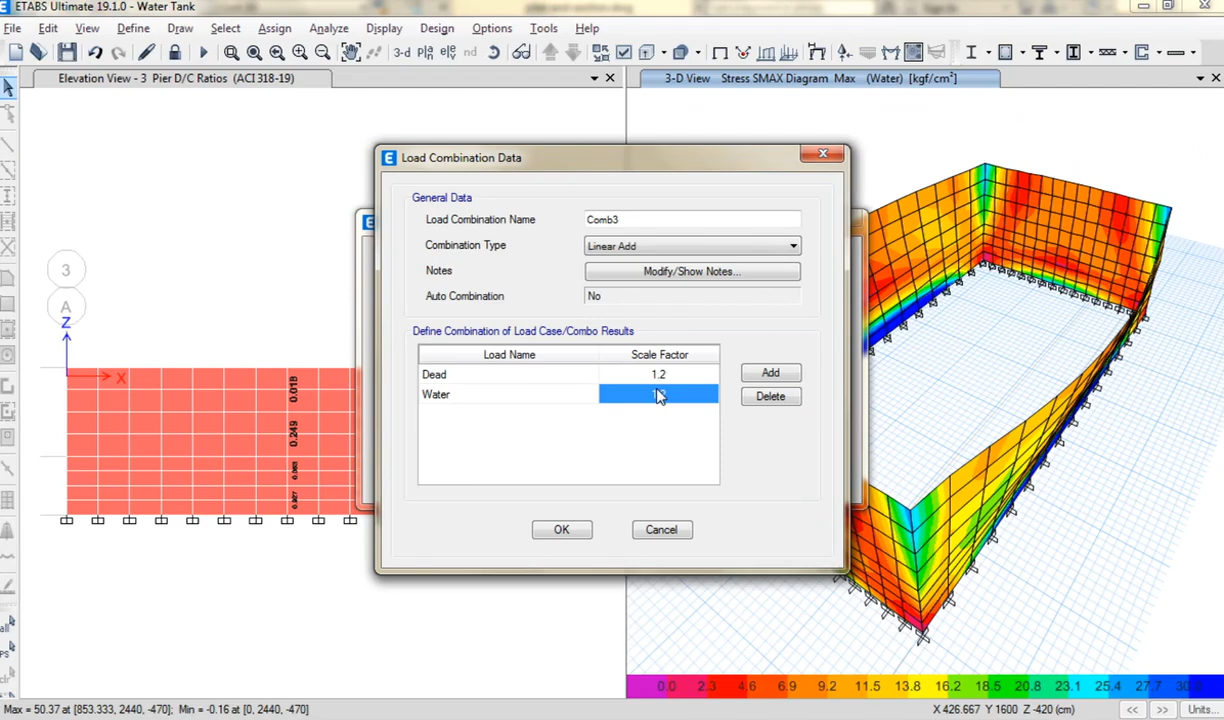 ETABS Ultimate 19.1.0 - Water Tank
File Edit View Define Draw Select Assign Analyze Display Design Options Tools Help
3-d
Elevation View - 3 Pier D/C Ratios (ACI 318-19)
3-D View Stress SMAX Diagram Max (Water) [kgf/cm²]
Load Combination Data
General Data
Load Combination Name Comb3
Combination Type Linear Add
Notes Modify/Show Notes...
Auto Combination No
Define Combination of Load Case/Combo Results
Load Name Scale Factor
Dead 1.2
Water
Add
Delete
OK Cancel
3
A
Z
X
0.018
0.249
all
0.0 2.3 4.6 6.9 9.2 11.5 13.8 16.2 18.5 20.8 23.1 25.4 27.7
Max = 50.37 at [853.333, 2440, -470]; Min = -0.16 at [0, 2440, -470]
X 426.667 Y 1600 Z -420 (cm)
<< >> Units...